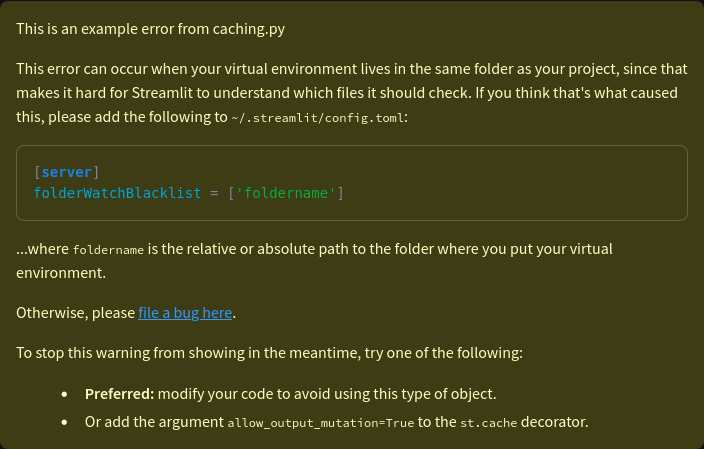 This is an example error from caching.py
This error can occur when your virtual environment lives in the same folder as your project, since that
makes it hard for Streamlit to understand which files it should check. If you think that's what caused
this, please add the following to ~/.streamlit/config.toml:
[server]
folderWatchBlacklist = ['foldername']
...where foldername is the relative or absolute path to the folder where you put your virtual
environment.
Otherwise, please file a bug here.
To stop this warning from showing in the meantime, try one of the following:
• Preferred: modify your code to avoid using this type of object.
• Or add the argument allow_output_mutation=True to the st.cache decorator.